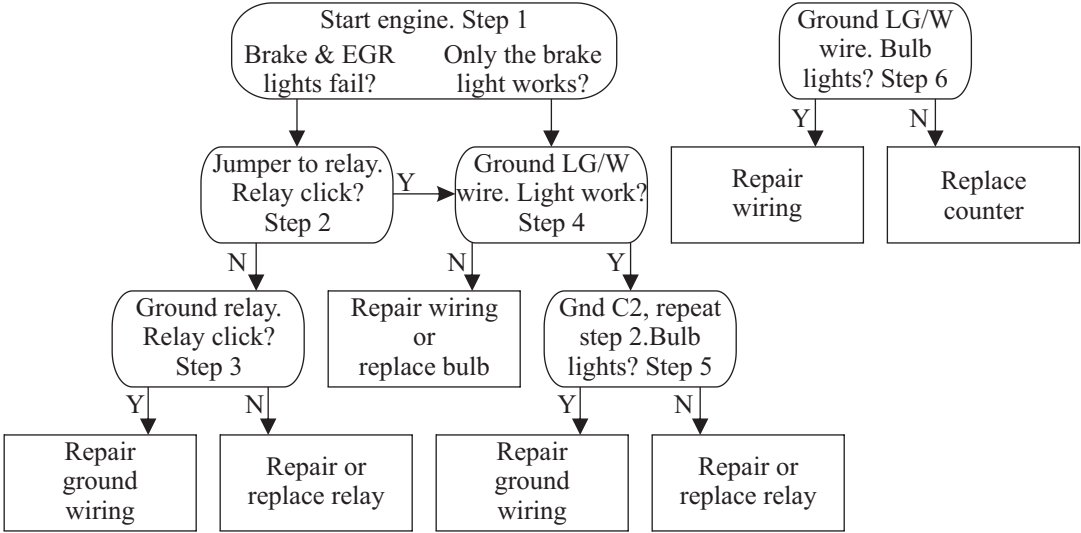 Start engine. Step 1
Brake & EGR
lights fail?
Only the brake
light works?
Ground LG/W
wire. Bulb
lights? Step 6
Y
N
Jumper to relay.
Relay click?
Step 2
Y
Ground LG/W
wire. Light work?
Step 4
Repair
wiring
Replace
counter
N
N
Y
Ground relay.
Relay click?
Step 3
Repair wiring
or
replace bulb
Gnd C2, repeat
step 2.Bulb
lights? Step 5
Y
N
Y
N
Repair
ground
wiring
Repair or
replace relay
Repair
ground
wiring
Repair or
replace relay